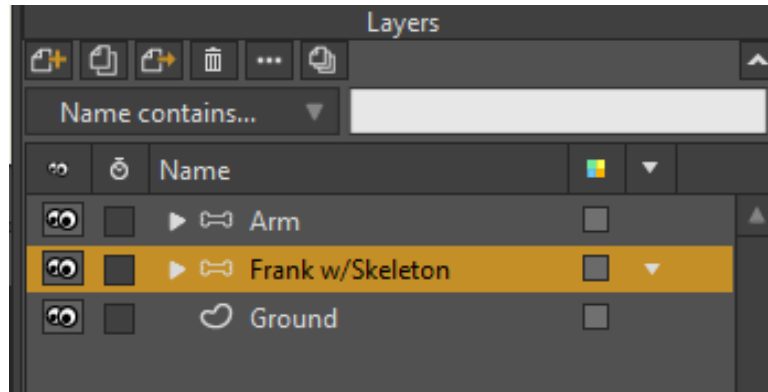 Layers
Name contains...
Name
Arm
Frank w/Skeleton
Ground